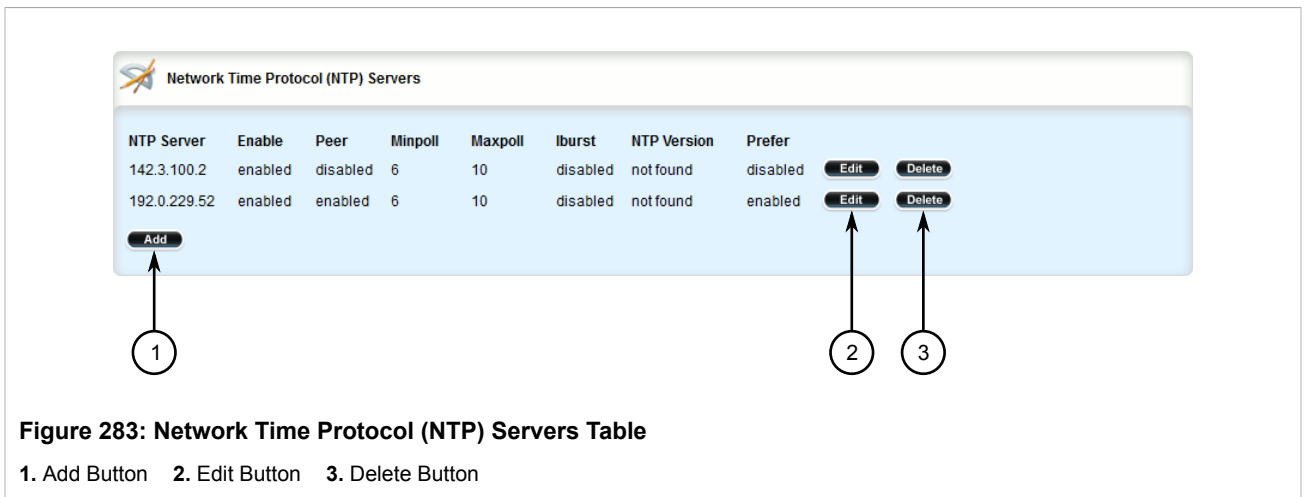 Network Time Protocol (NTP) Servers
NTP Server Enable Peer Minpoll Maxpoll Iburst NTP Version Prefer
142.3.100.2 enabled disabled 6 10 disabled not found disabled Edit Delete
192.0.229.52 enabled enabled 6 10 disabled not found enabled Edit Delete
Add
1 2 3
Figure 283: Network Time Protocol (NTP) Servers Table
1. Add Button 2. Edit Button 3. Delete Button